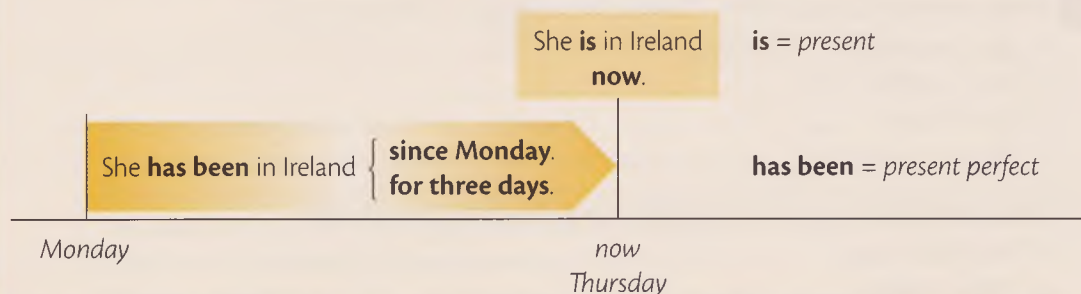 She is in Ireland
now.
is = present
She has been in Ireland { since Monday.
for three days.
has been = present perfect
Monday
now
Thursday